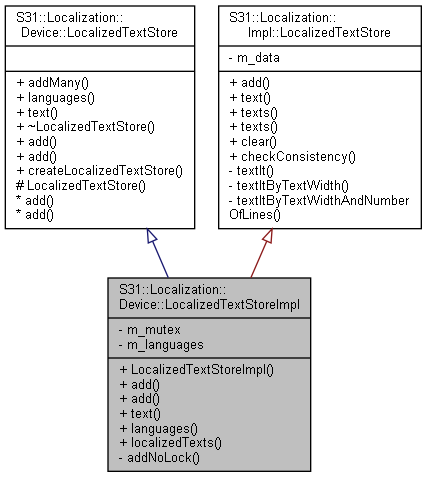 S31::Localization::
Device::LocalizedTextStore
+ addMany()
+ languages()
+ text()
+ ~LocalizedTextStore()
+ add()
+ add()
+ createLocalizedTextStore()
# LocalizedTextStore()
* add()
* add()
S31::Localization::
Impl::LocalizedTextStore
- m_data
+ add()
+ text()
+ texts()
+ texts()
+ clear()
+ checkConsistency()
- textIt()
- textItByTextWidth()
- textItByTextWidthAndNumber
OfLines()
S31::Localization::
Device::LocalizedTextStoreImpl
- m_mutex
- m_languages
+ LocalizedTextStoreImpl()
+ add()
+ add()
+ text()
+ languages()
+ localizedTexts()
- addNoLock()